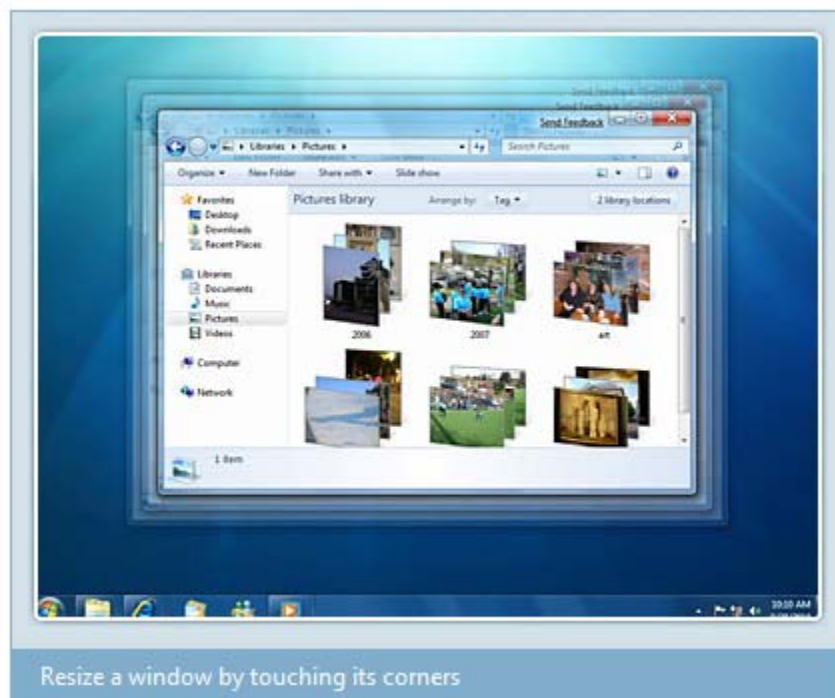 Send Feedback
Libraries Pictures
Search Pictures
Organize New Folder Share with Slide show
Pictures library
Arrange by: Tag
2 library locations
Favorites
Desktop
Downloads
Recent Places
Libraries
Documents
Music
Pictures
Videos
Computer
Network
2006 2007 art
1 item
10:10 AM
Resize a window by touching its corners